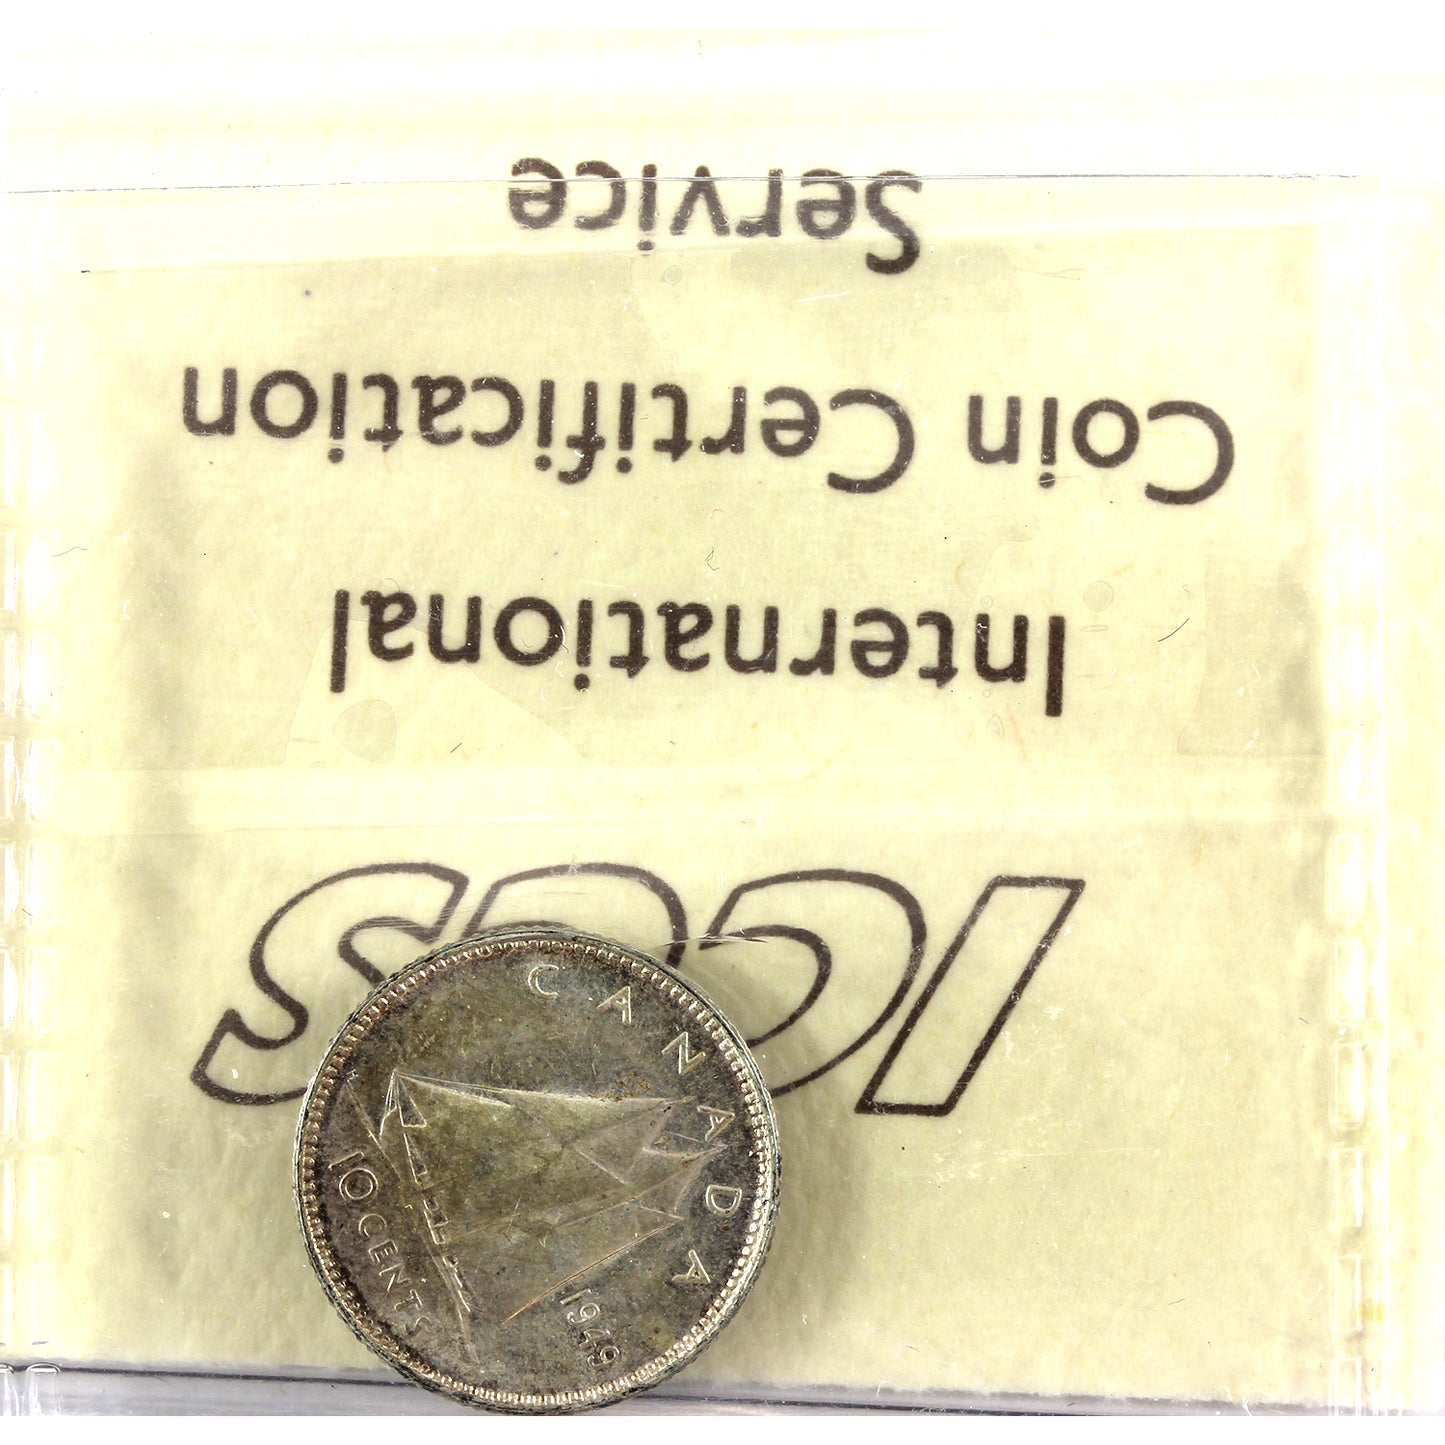 ICCS
International
Coin Certification
Service
CANADA
1949
10 CENTS